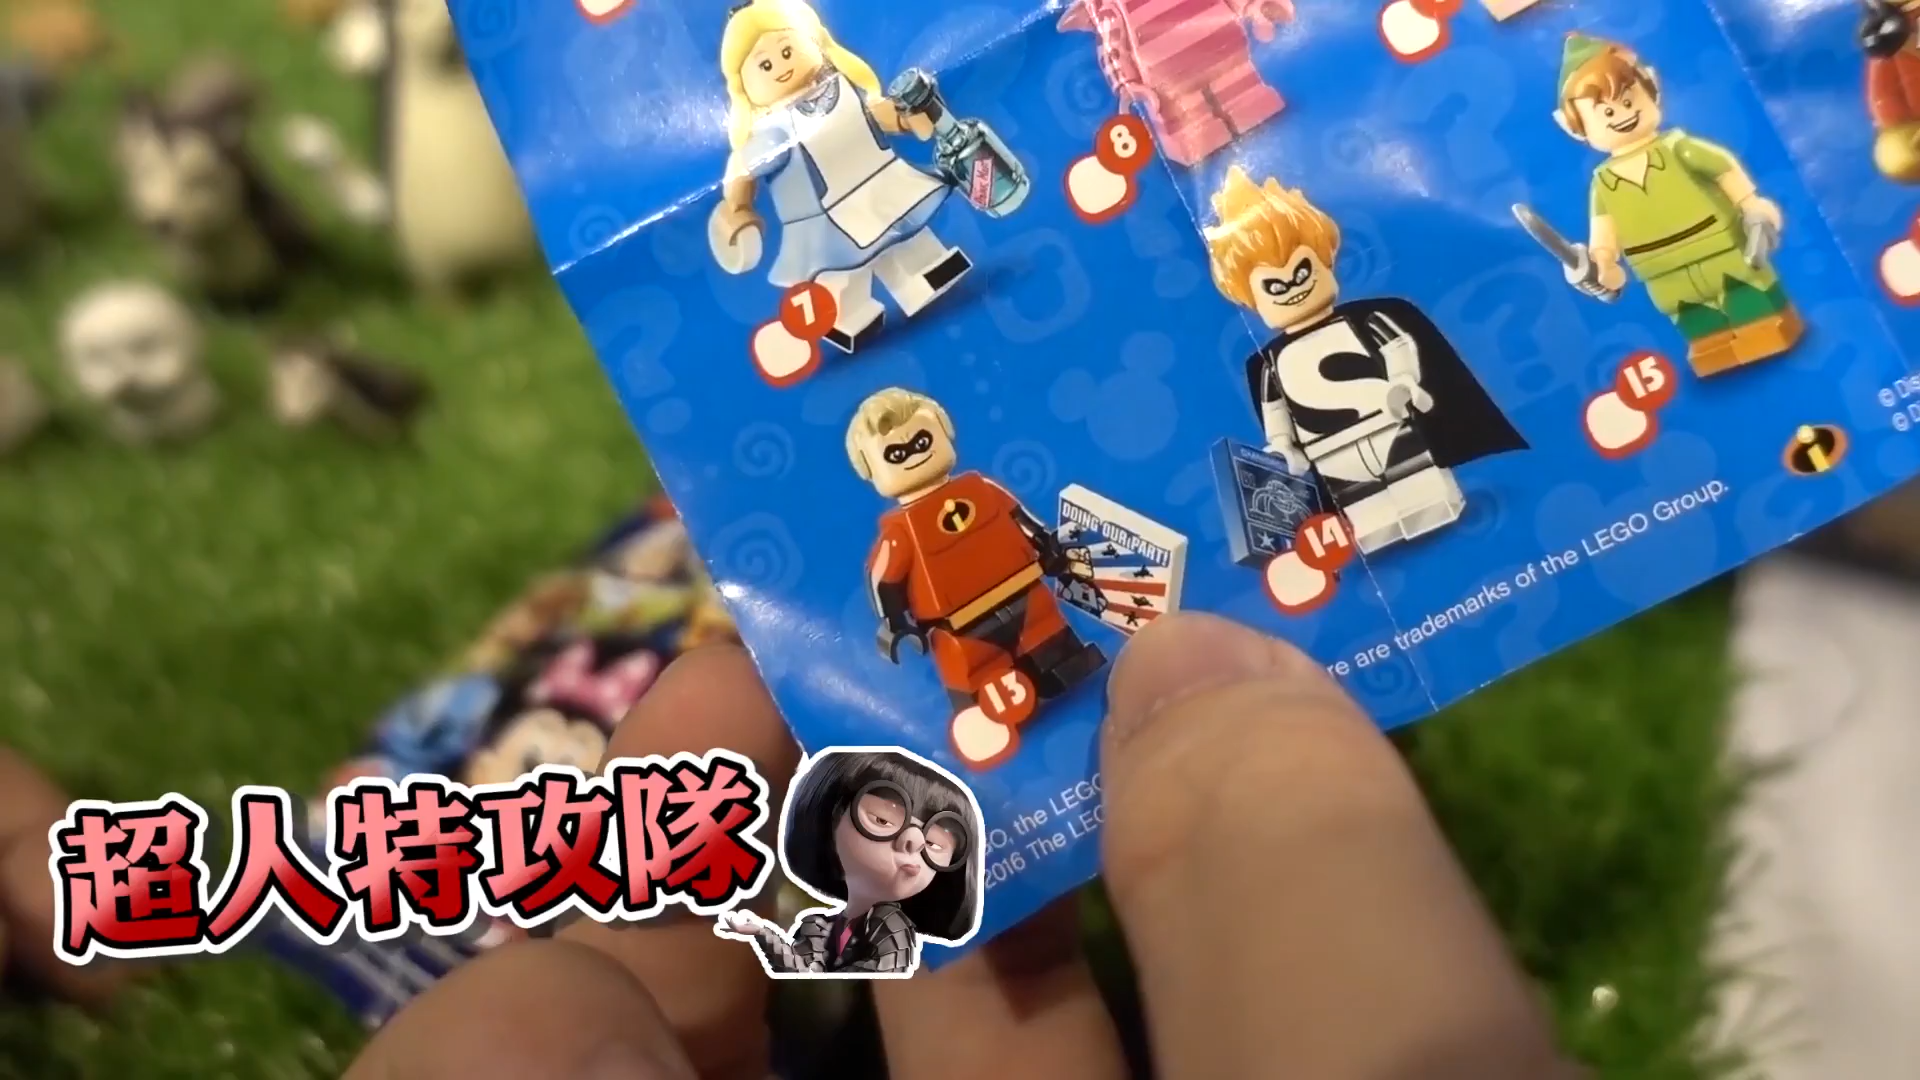 7
8
15
S
DOING OUR PART!
14
13
i
re are trademarks of the LEGO Group.
GO, the LEGO
2016 The LEG
超人特攻隊